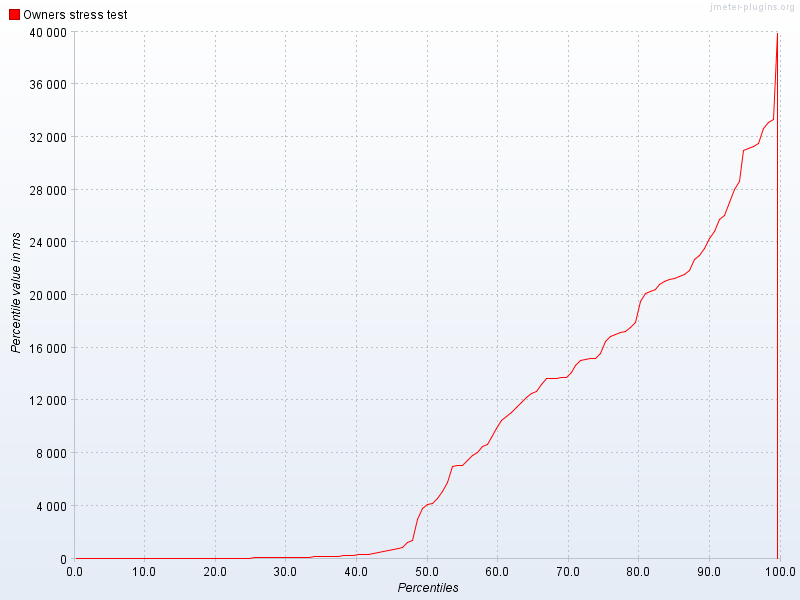 jmeter-plugins.org
Owners stress test
40 000
36 000
32 000
28 000
24 000
20 000
16 000
12 000
8 000
4 000
0
Percentile value in ms
0.0 10.0 20.0 30.0 40.0 50.0 60.0 70.0 80.0 90.0 100.0
Percentiles